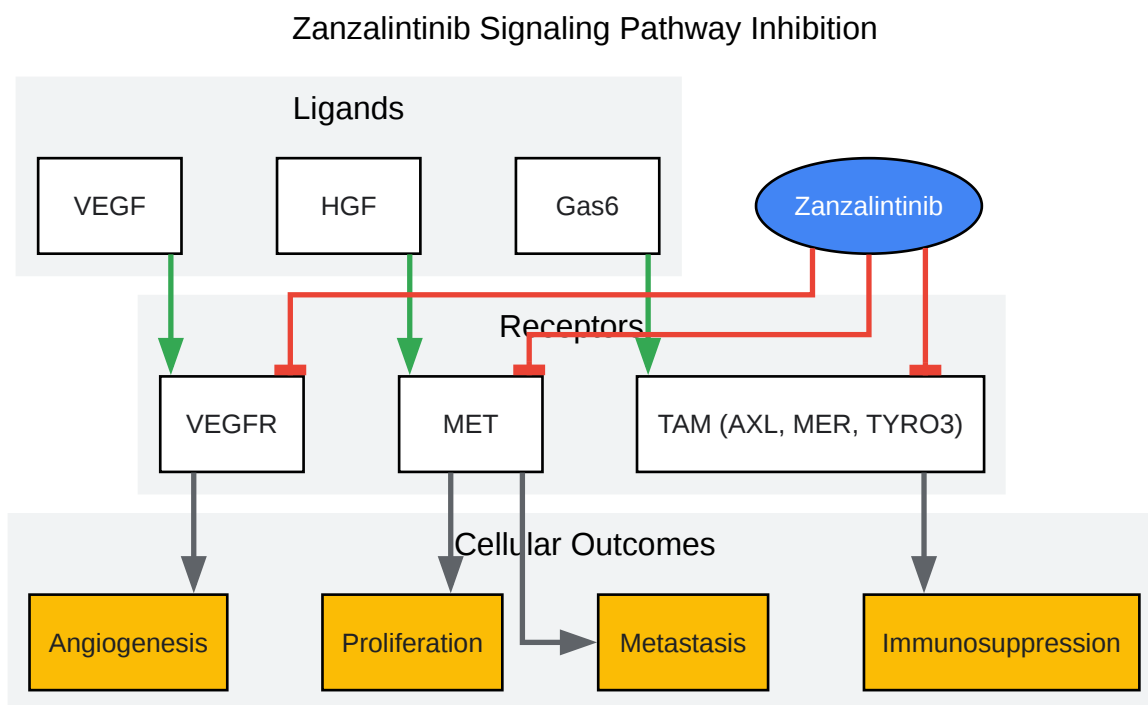 Zanzalintinib Signaling Pathway Inhibition
Ligands
VEGF
HGF
Gas6
Zanzalintinib
Receptors
VEGFR
MET
TAM (AXL, MER, TYRO3)
Cellular Outcomes
Angiogenesis
Proliferation
Metastasis
Immunosuppression